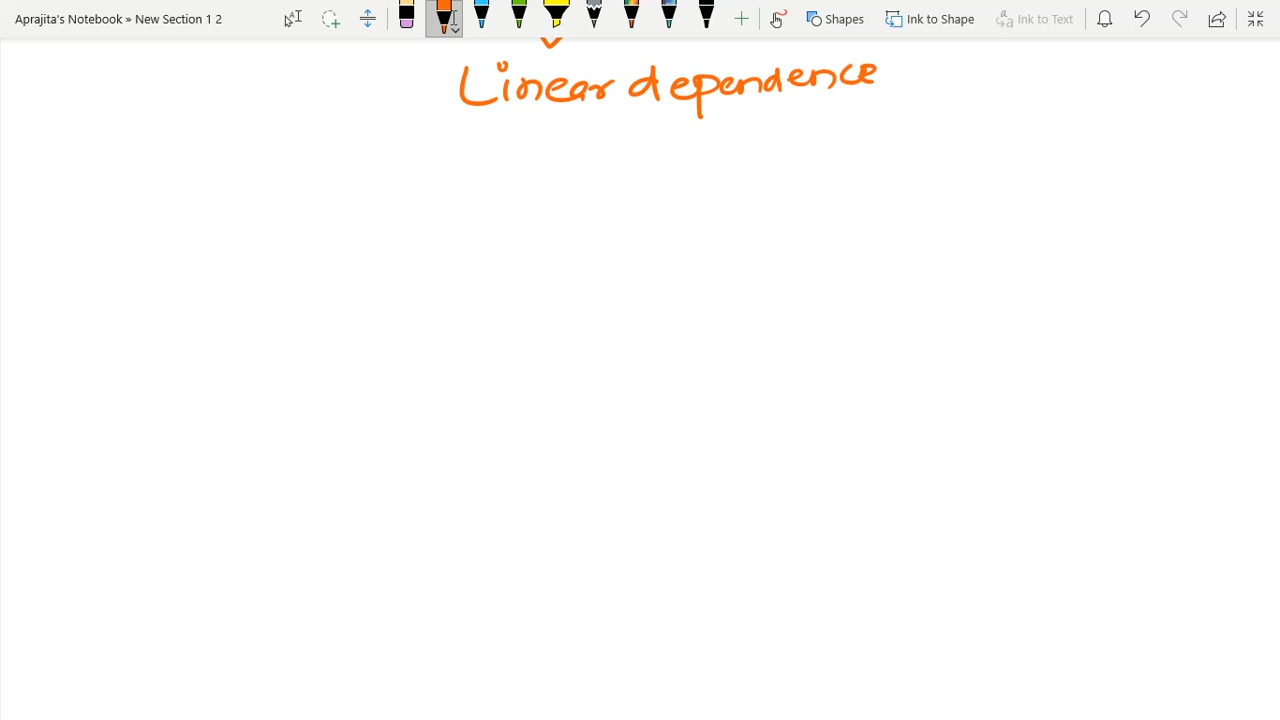 Aprajita's Notebook » New Section 1 2
Shapes
Ink to Shape
Ink to Text
Linear dependence